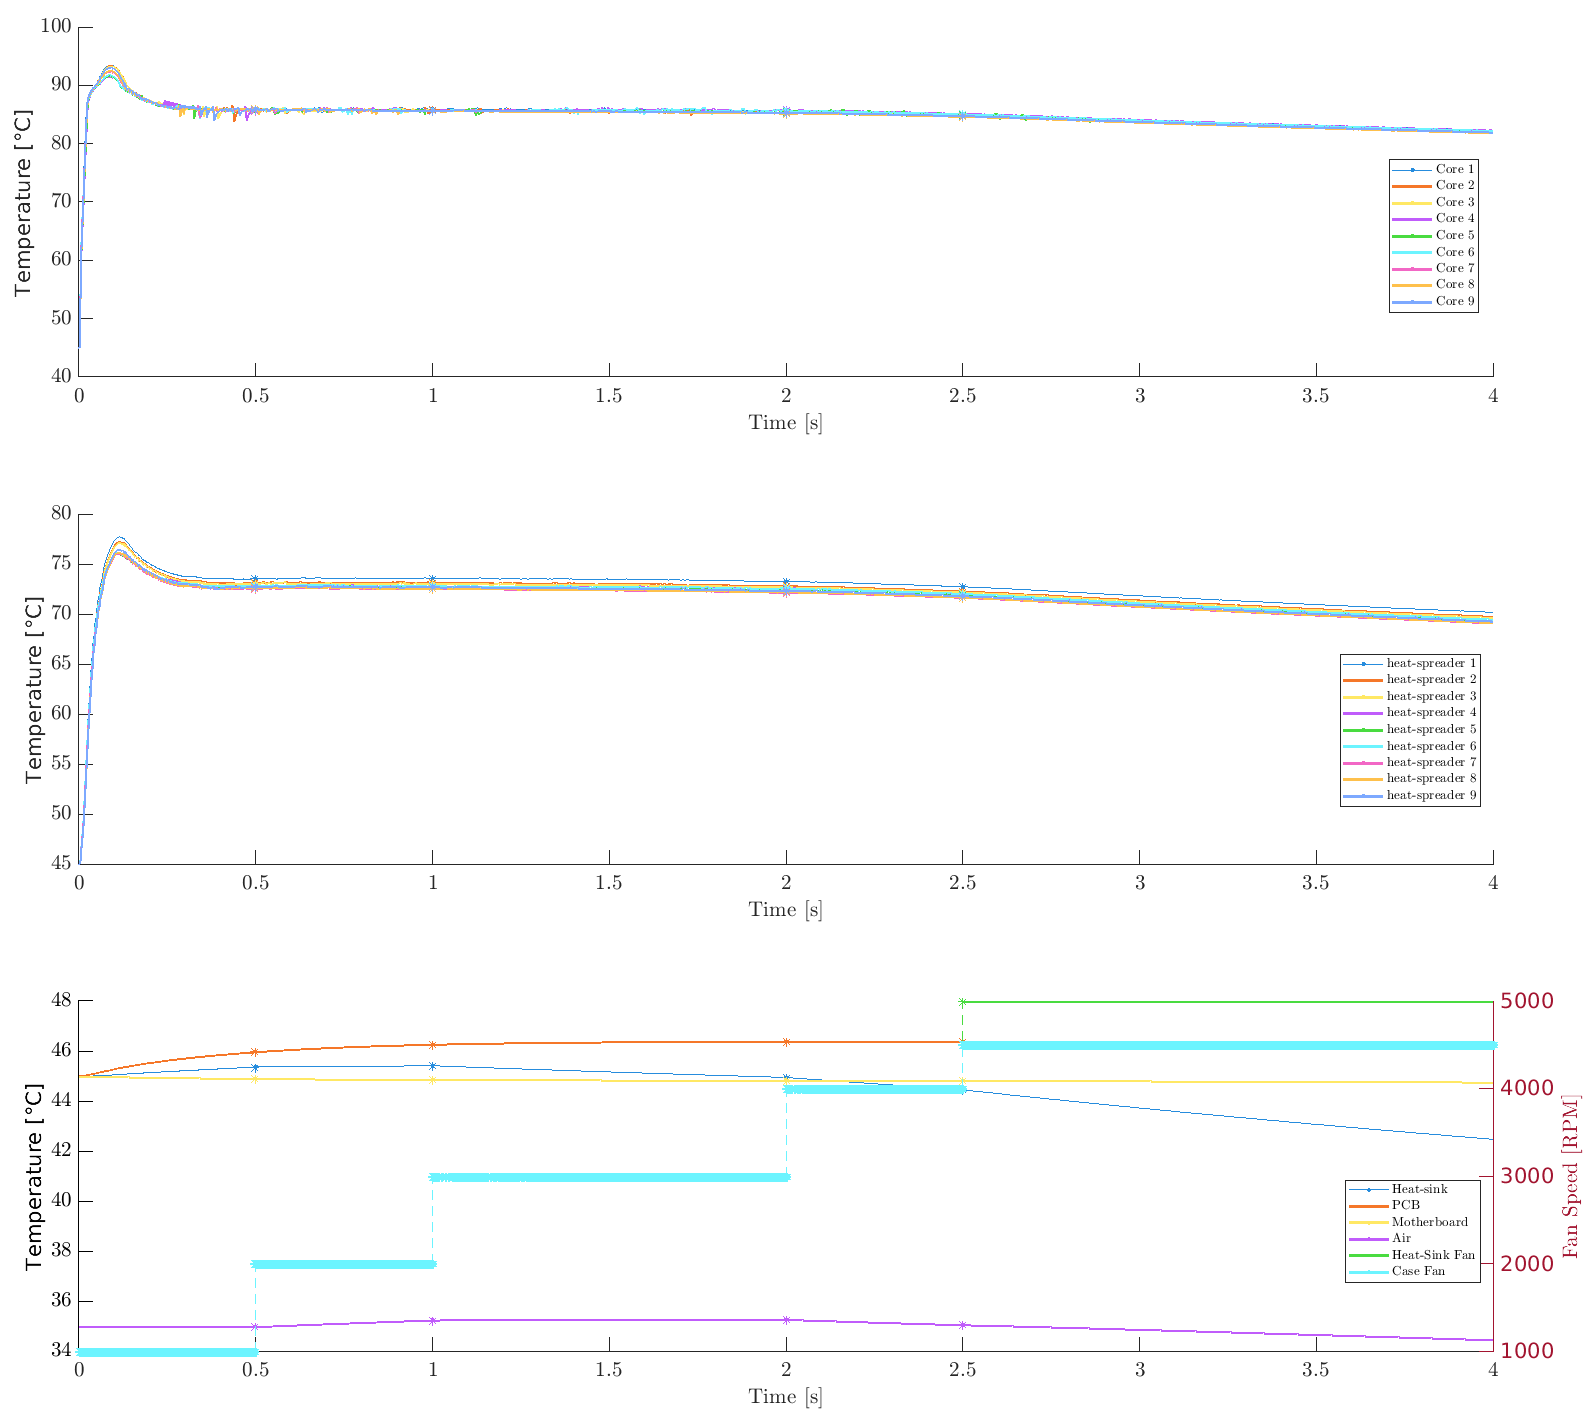 100
90
80
70
60
50
40
Temperature [°C]
Core 1
Core 2
Core 3
Core 4
Core 5
Core 6
Core 7
Core 8
Core 9
0 0.5 1 1.5 2 2.5 3 3.5 4
Time [s]
80
75
70
65
60
55
50
45
Temperature [°C]
heat-spreader 1
heat-spreader 2
heat-spreader 3
heat-spreader 4
heat-spreader 5
heat-spreader 6
heat-spreader 7
heat-spreader 8
heat-spreader 9
0 0.5 1 1.5 2 2.5 3 3.5 4
Time [s]
48
46
44
42
40
38
36
34
Temperature [°C]
Heat-sink
PCB
Motherboard
Air
Heat-Sink Fan
Case Fan
5000
4000
3000
2000
1000
Fan Speed [RPM]
0 0.5 1 1.5 2 2.5 3 3.5 4
Time [s]